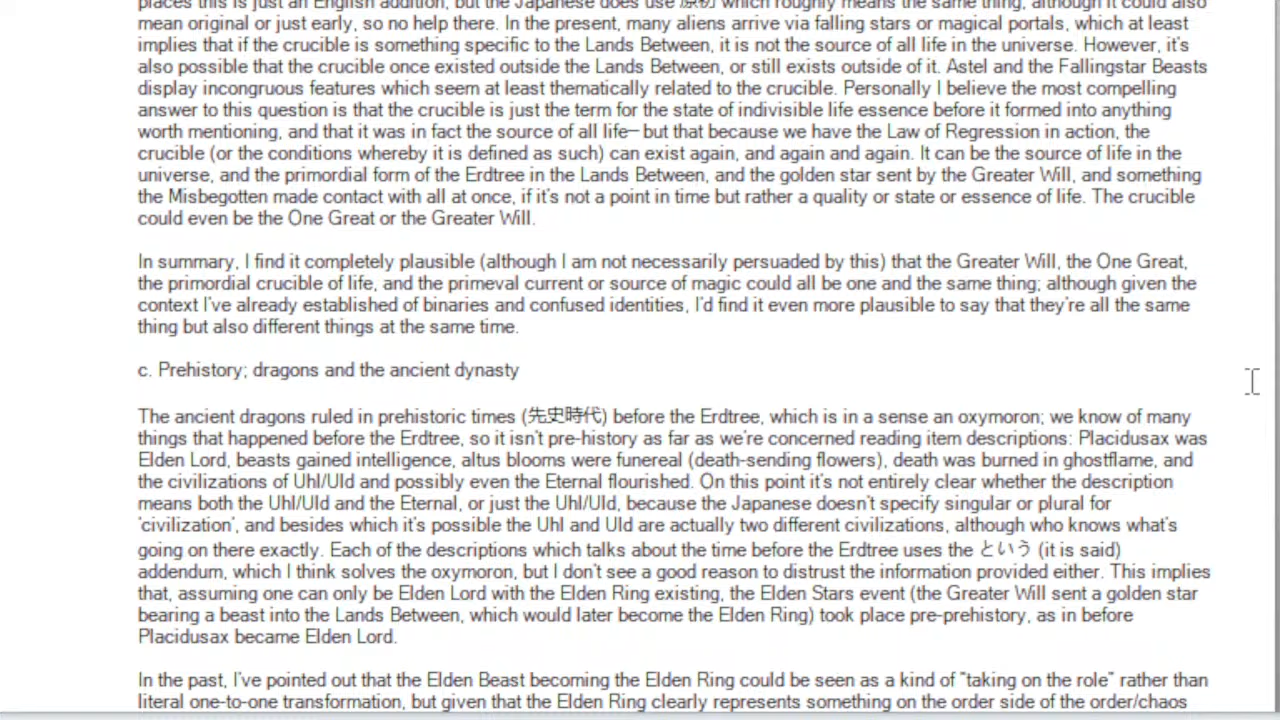 places this is just an English addition, but the Japanese does use 原初 which roughly means the same thing, although it could also
mean original or just early, so no help there. In the present, many aliens arrive via falling stars or magical portals, which at least
implies that if the crucible is something specific to the Lands Between, it is not the source of all life in the universe. However, it's
also possible that the crucible once existed outside the Lands Between, or still exists outside of it. Astel and the Fallingstar Beasts
display incongruous features which seem at least thematically related to the crucible. Personally I believe the most compelling
answer to this question is that the crucible is just the term for the state of indivisible life essence before it formed into anything
worth mentioning, and that it was in fact the source of all life—but that because we have the Law of Regression in action, the
crucible (or the conditions whereby it is defined as such) can exist again, and again and again. It can be the source of life in the
universe, and the primordial form of the Erdtree in the Lands Between, and the golden star sent by the Greater Will, and something
the Misbegotten made contact with all at once, if it's not a point in time but rather a quality or state or essence of life. The crucible
could even be the One Great or the Greater Will.
In summary, I find it completely plausible (although I am not necessarily persuaded by this) that the Greater Will, the One Great,
the primordial crucible of life, and the primeval current or source of magic could all be one and the same thing; although given the
context I've already established of binaries and confused identities, I'd find it even more plausible to say that they're all the same
thing but also different things at the same time.
c. Prehistory; dragons and the ancient dynasty
The ancient dragons ruled in prehistoric times (先史時代) before the Erdtree, which is in a sense an oxymoron; we know of many
things that happened before the Erdtree, so it isn't pre-history as far as we're concerned reading item descriptions: Placidusax was
Elden Lord, beasts gained intelligence, altus blooms were funereal (death-sending flowers), death was burned in ghostflame, and
the civilizations of Uhl/Uld and possibly even the Eternal flourished. On this point it's not entirely clear whether the description
means both the Uhl/Uld and the Eternal, or just the Uhl/Uld, because the Japanese doesn't specify singular or plural for
'civilization', and besides which it's possible the Uhl and Uld are actually two different civilizations, although who knows what's
going on there exactly. Each of the descriptions which talks about the time before the Erdtree uses the という (it is said)
addendum, which I think solves the oxymoron, but I don't see a good reason to distrust the information provided either. This implies
that, assuming one can only be Elden Lord with the Elden Ring existing, the Elden Stars event (the Greater Will sent a golden star
bearing a beast into the Lands Between, which would later become the Elden Ring) took place pre-prehistory, as in before
Placidusax became Elden Lord.
In the past, I've pointed out that the Elden Beast becoming the Elden Ring could be seen as a kind of "taking on the role" rather than
literal one-to-one transformation, but given that the Elden Ring clearly represents something on the order side of the order/chaos